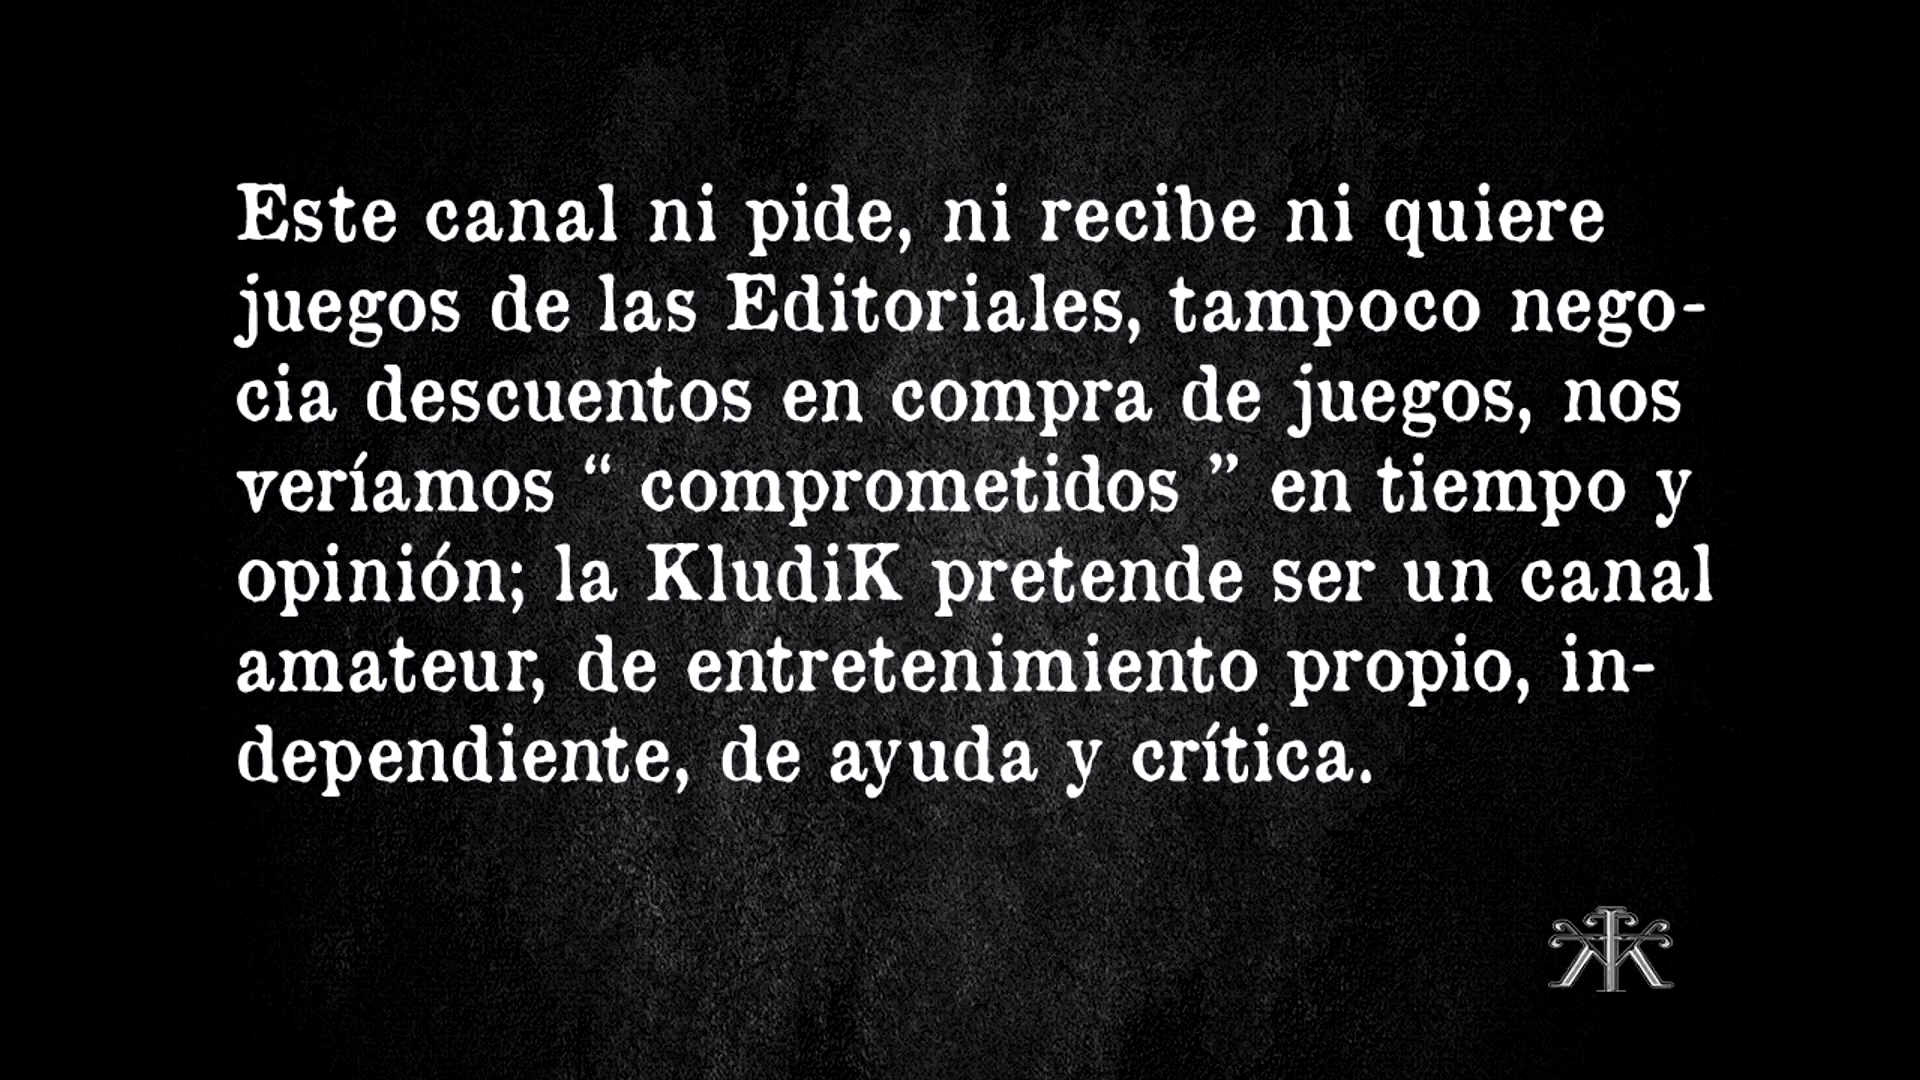 Este canal ni pide, ni recibe ni quiere
juegos de las Editoriales, tampoco nego-
cia descuentos en compra de juegos, nos
veríamos “ comprometidos ” en tiempo y
opinión; la KludiK pretende ser un canal
amateur, de entretenimiento propio, in-
dependiente, de ayuda y crítica.